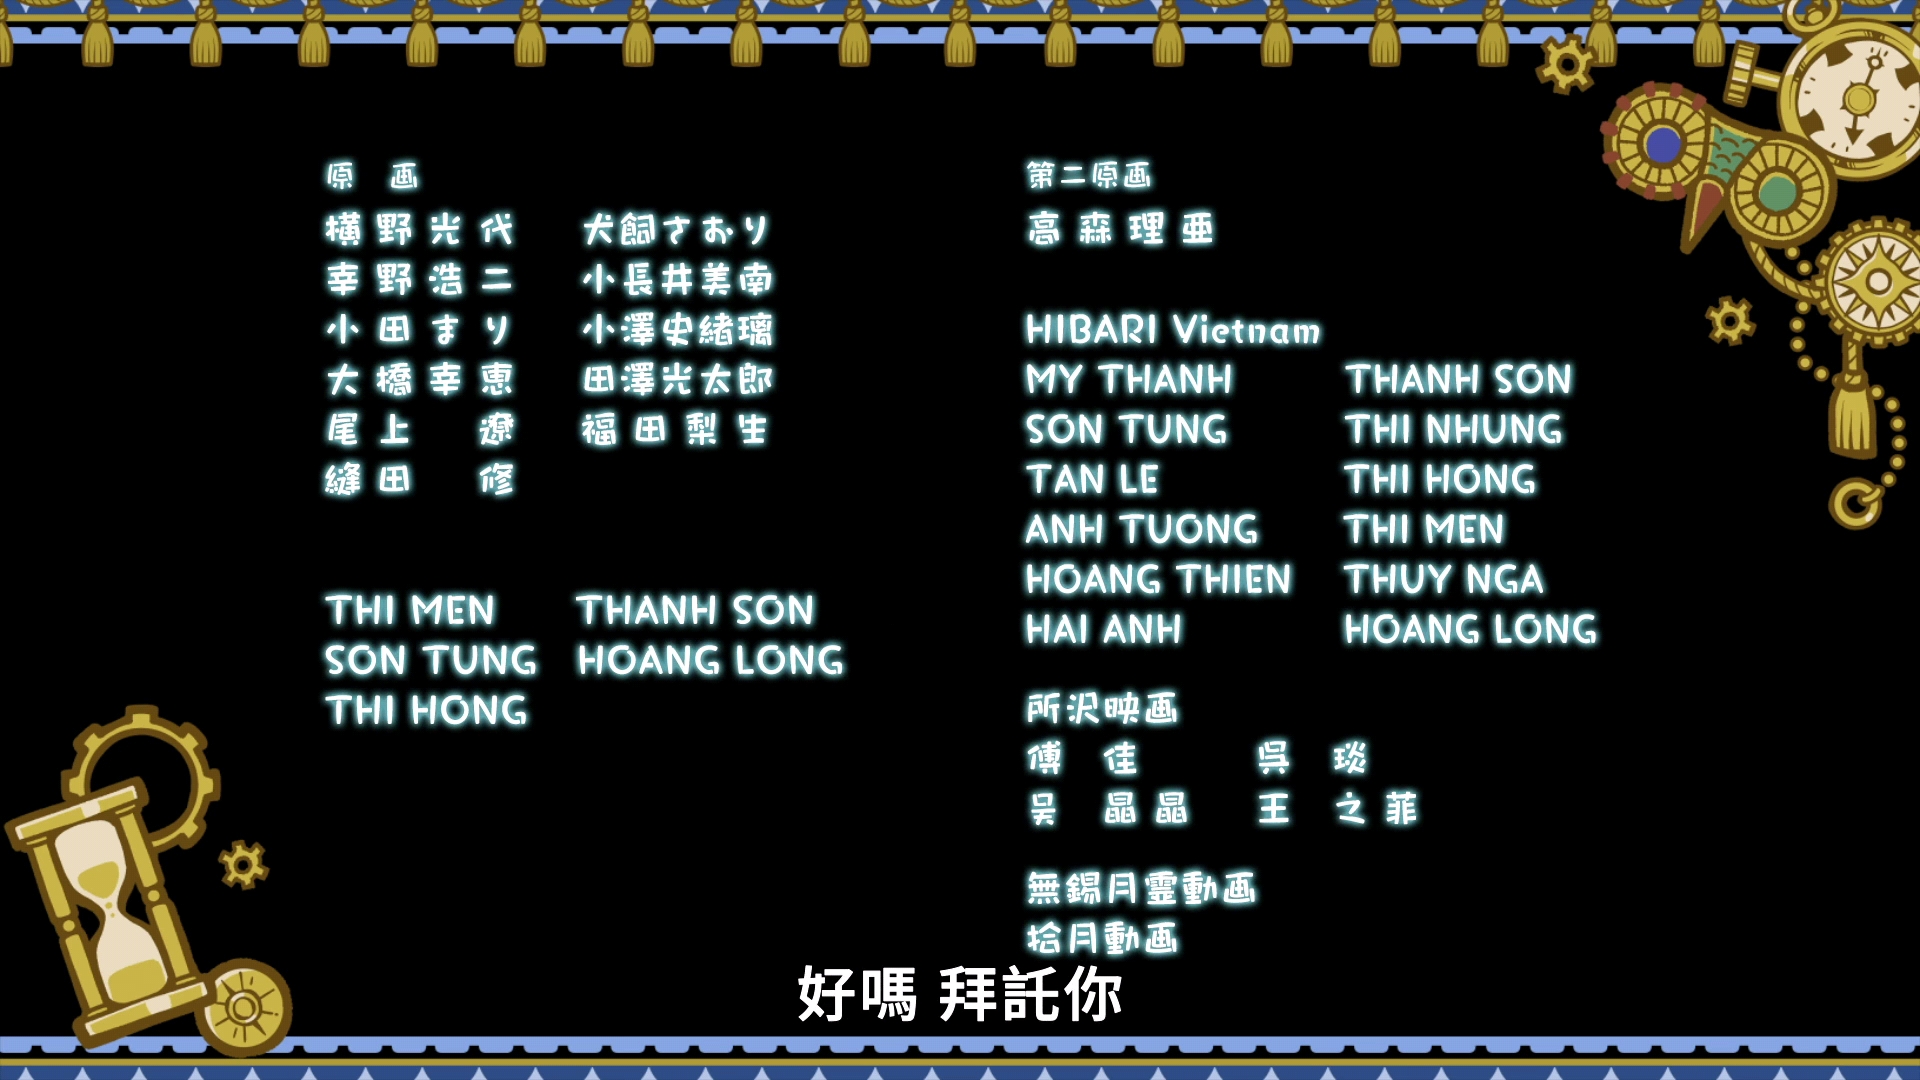 原 画
横野光代 犬飼さおり
幸野浩二 小長井美南
小田まり 小澤史緒璃
大橋幸恵 田澤光太郎
尾上 遼 福田梨生
縫田 修
THI MEN THANH SON
SON TUNG HOANG LONG
THI HONG
第二原画
高森理亜
HIBARI Vietnam
MY THANH THANH SON
SON TUNG THI NHUNG
TAN LE THI HONG
ANH TUONG THI MEN
HOANG THIEN THUY NGA
HAI ANH HOANG LONG
所沢映画
傅 佳 呉 琰
吴 晶晶 王 之菲
無錫月霊動画
拾月動画
好嗎 拜託你